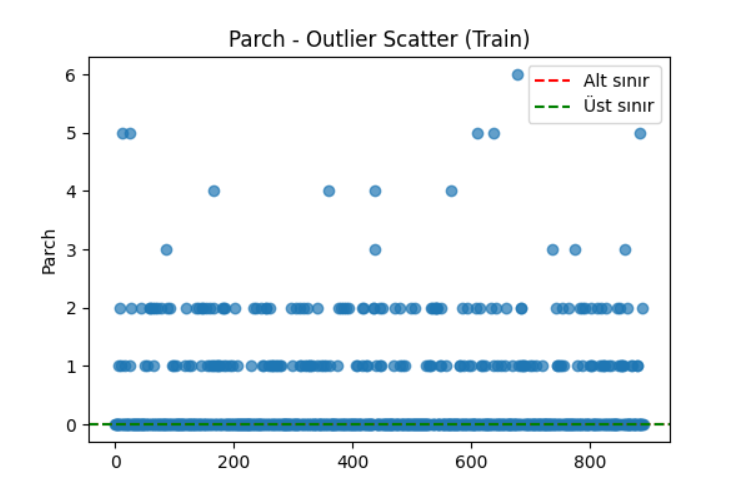 Parch - Outlier Scatter (Train)
Alt sınır
Üst sınır
Parch
6
5
4
3
2
1
0
0 200 400 600 800